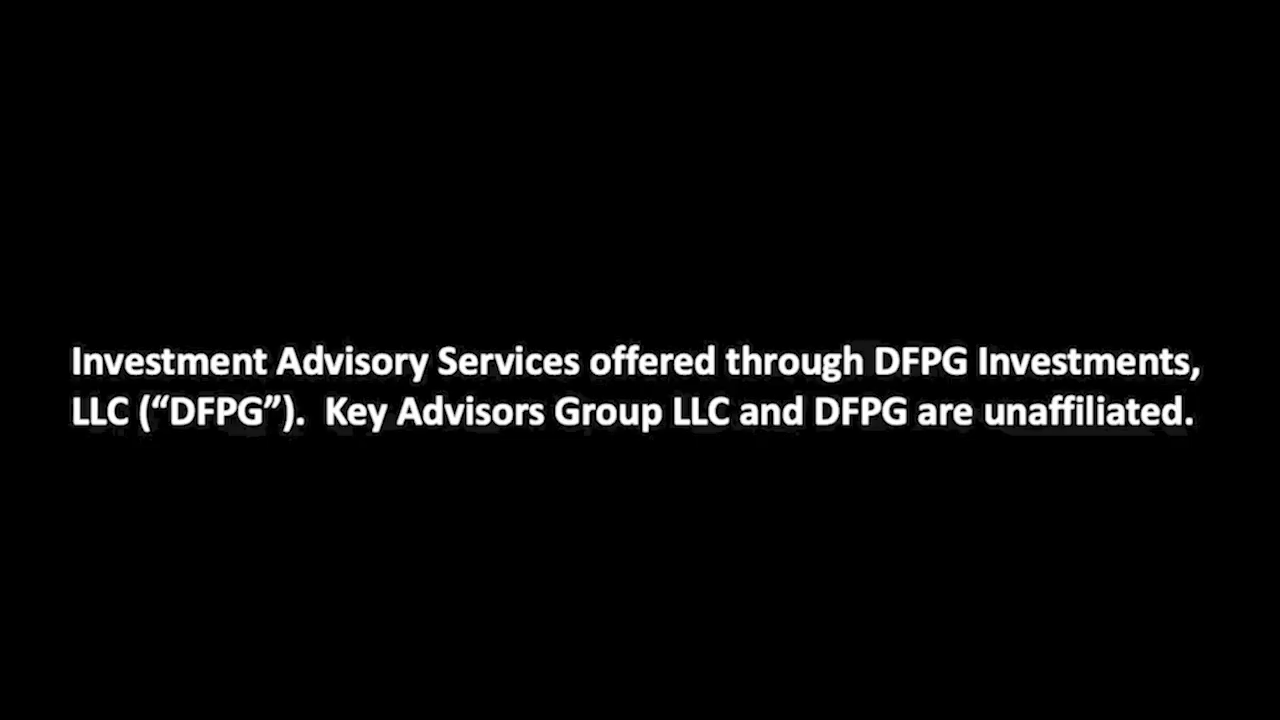 Investment Advisory Services offered through DFPG Investments,
LLC (“DFPG”).  Key Advisors Group LLC and DFPG are unaffiliated.